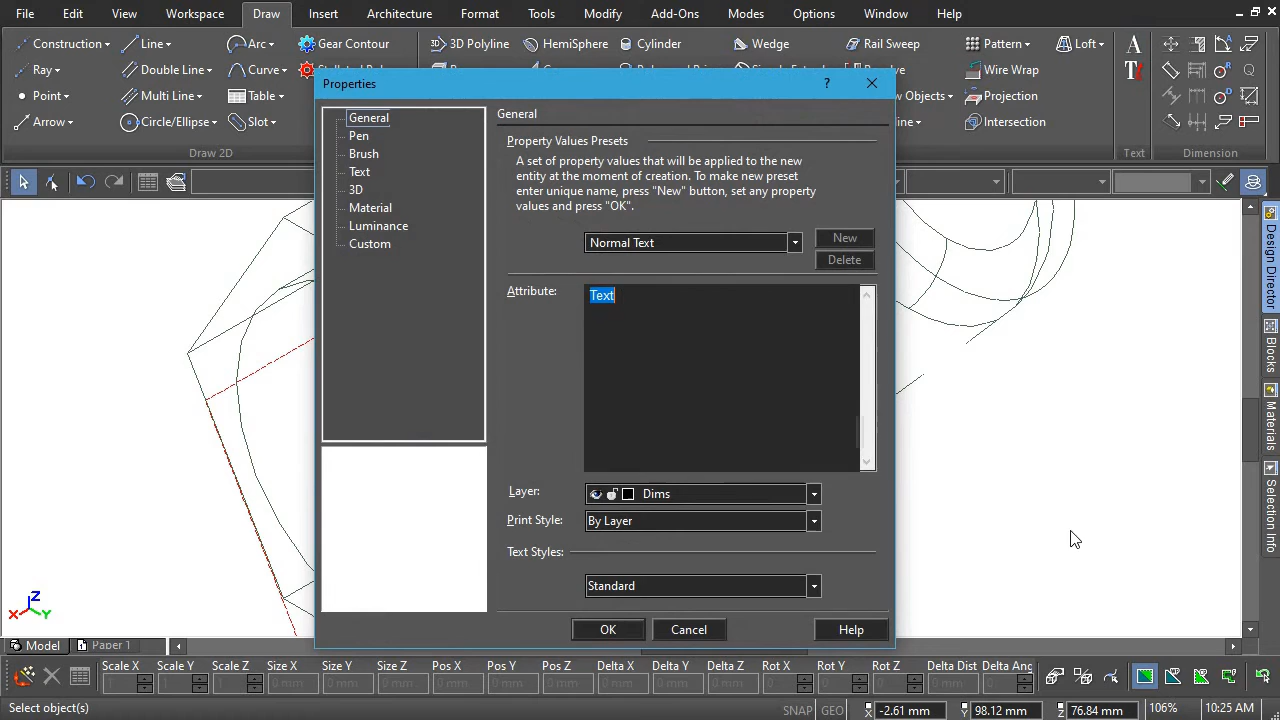 File Edit View Workspace Draw Insert Architecture Format Tools Modify Add-Ons Modes Options Window Help
Construction Line Arc Gear Contour 3D Polyline HemiSphere Cylinder Wedge Rail Sweep Pattern Loft
Ray Double Line Curve Wire Wrap
Point Multi Line Table Projection
Arrow Circle/Ellipse Slot Intersection
Draw 2D Text Dimension
Properties
General
Pen
Brush
Text
3D
Material
Luminance
Custom
General
Property Values Presets
A set of property values that will be applied to the new
entity at the moment of creation. To make new preset
enter unique name, press "New" button, set any property
values and press "OK".
Normal Text New
Delete
Attribute: Text
Layer: Dims
Print Style: By Layer
Text Styles:
Standard
OK Cancel Help
Design Director
Blocks
Materials
Selection Info
Z
X Y
Model Paper 1
Scale X Scale Y Scale Z Size X Size Y Size Z Pos X Pos Y Pos Z Delta X Delta Y Delta Z Rot X Rot Y Rot Z Delta Dist Delta Ang
Select object(s) SNAP GEO X -2.61 mm Y 98.12 mm Z 76.84 mm 106% 10:25 AM